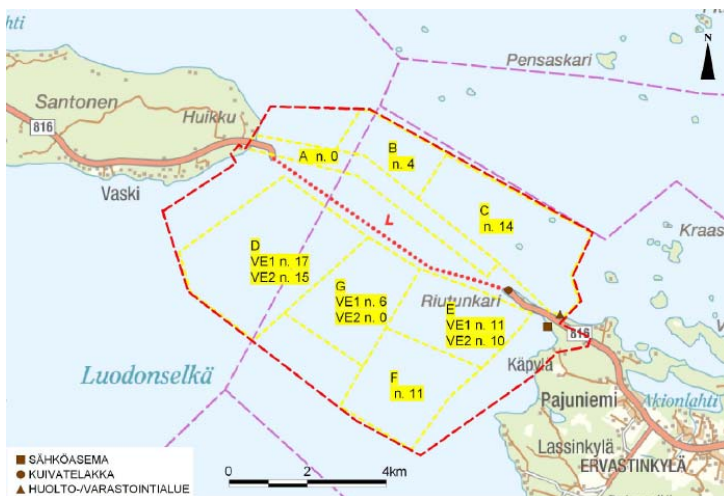 hti
Pensaskari
N
Santonen
Huikku
816
Vaski
A n. 0
B
n. 4
C
n. 14
L
Kraas
D
VE1 n. 17
VE2 n. 15
G
VE1 n. 6
VE2 n. 0
Riutunkari
E
VE1 n. 11
VE2 n. 10
816
Käpylä
F
n. 11
Luodonselkä
Pajuniemi
Akionlahti
Lassinkylä
ERVASTINKYLÄ
SÄHKÖASEMA
KUIVATELAKKA
HUOLTO-/VARASTOINTIALUE
0 2 4km